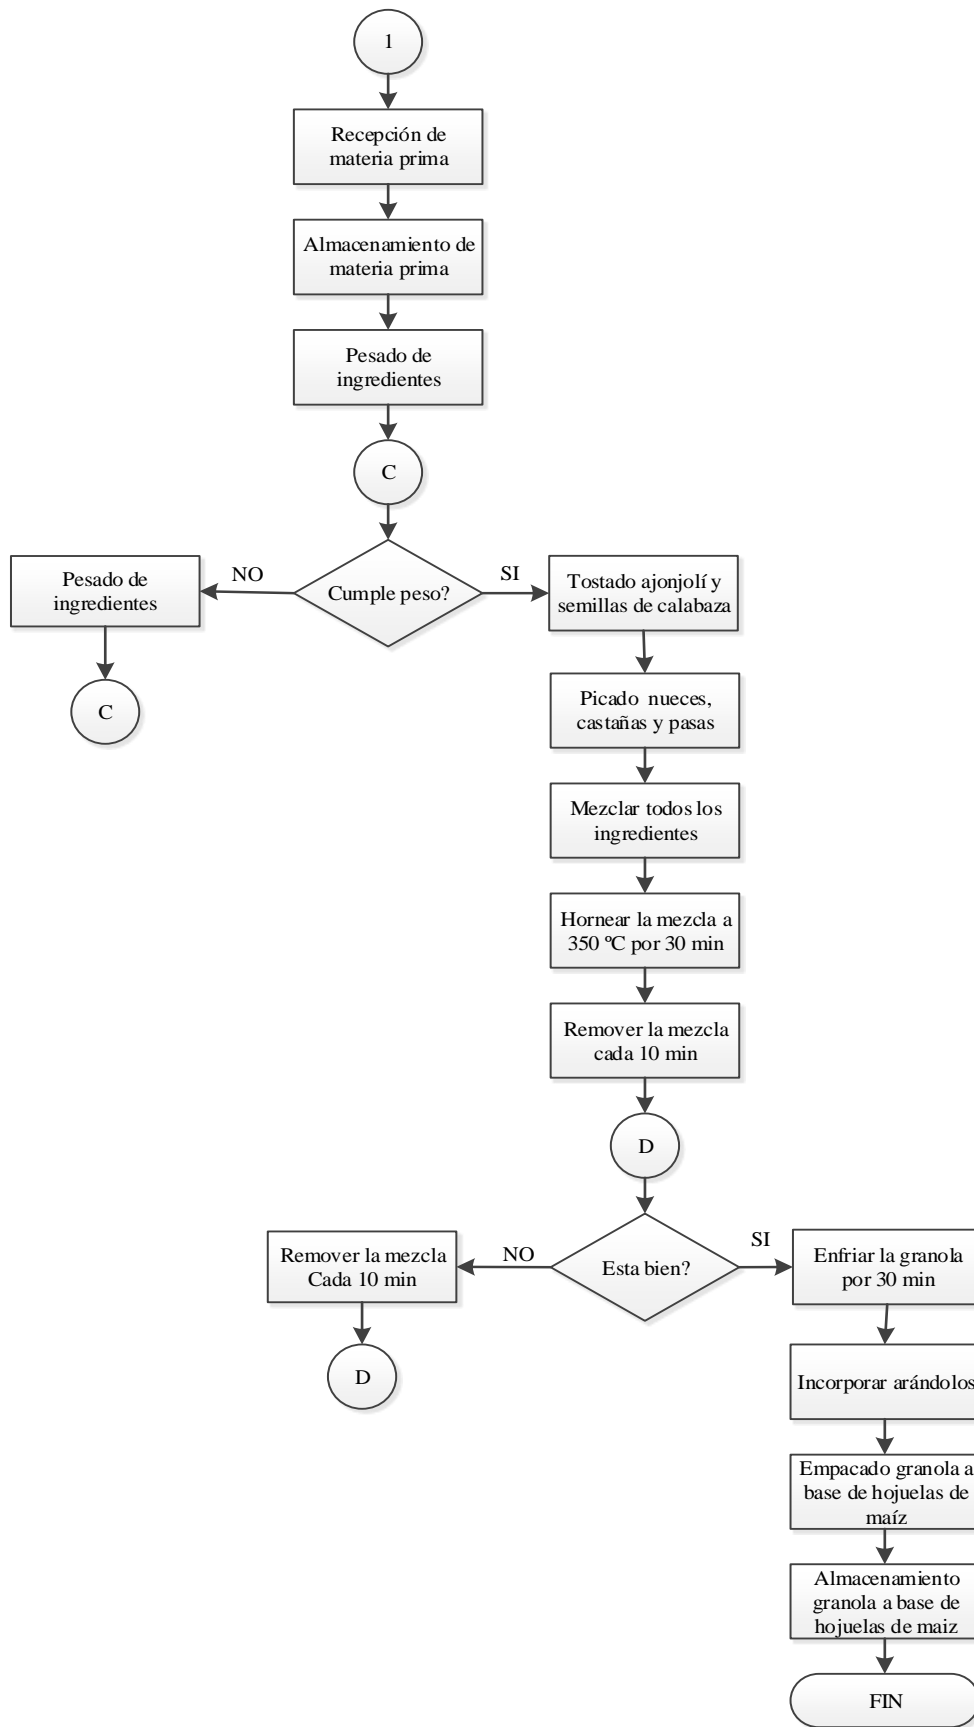 1
Recepción de
materia prima
Almacenamiento de
materia prima
Pesado de
ingredientes
C
Cumple peso?
NO
SI
Pesado de
ingredientes
C
Tostado ajonjolí y
semillas de calabaza
Picado nueces,
castañas y pasas
Mezclar todos los
ingredientes
Hornear la mezcla a
350 ºC por 30 min
Remover la mezcla
cada 10 min
D
Esta bien?
NO
SI
Remover la mezcla
Cada 10 min
D
Enfriar la granola
por 30 min
Incorporar arándolos
Empacado granola a
base de hojuelas de
maíz
Almacenamiento
granola a base de
hojuelas de maiz
FIN